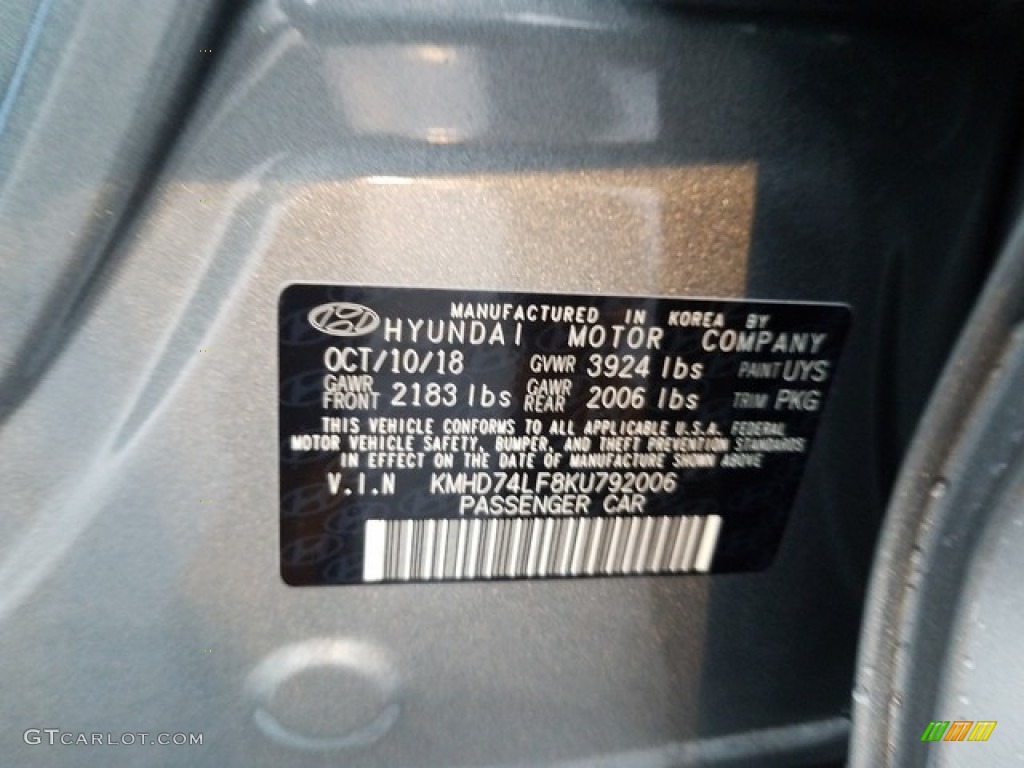 MANUFACTURED IN KOREA BY
HYUNDAI MOTOR COMPANY
OCT/10/18 GVWR 3924 lbs PAINT UYS
GAWR FRONT 2183 lbs GAWR REAR 2006 lbs TRIM PKG
THIS VEHICLE CONFORMS TO ALL APPLICABLE U.S.A. FEDERAL
MOTOR VEHICLE SAFETY, BUMPER, AND THEFT PREVENTION STANDARDS
IN EFFECT ON THE DATE OF MANUFACTURE SHOWN ABOVE
V.I.N KMHD74LF8KU792006
PASSENGER CAR
GTCARLOT.COM